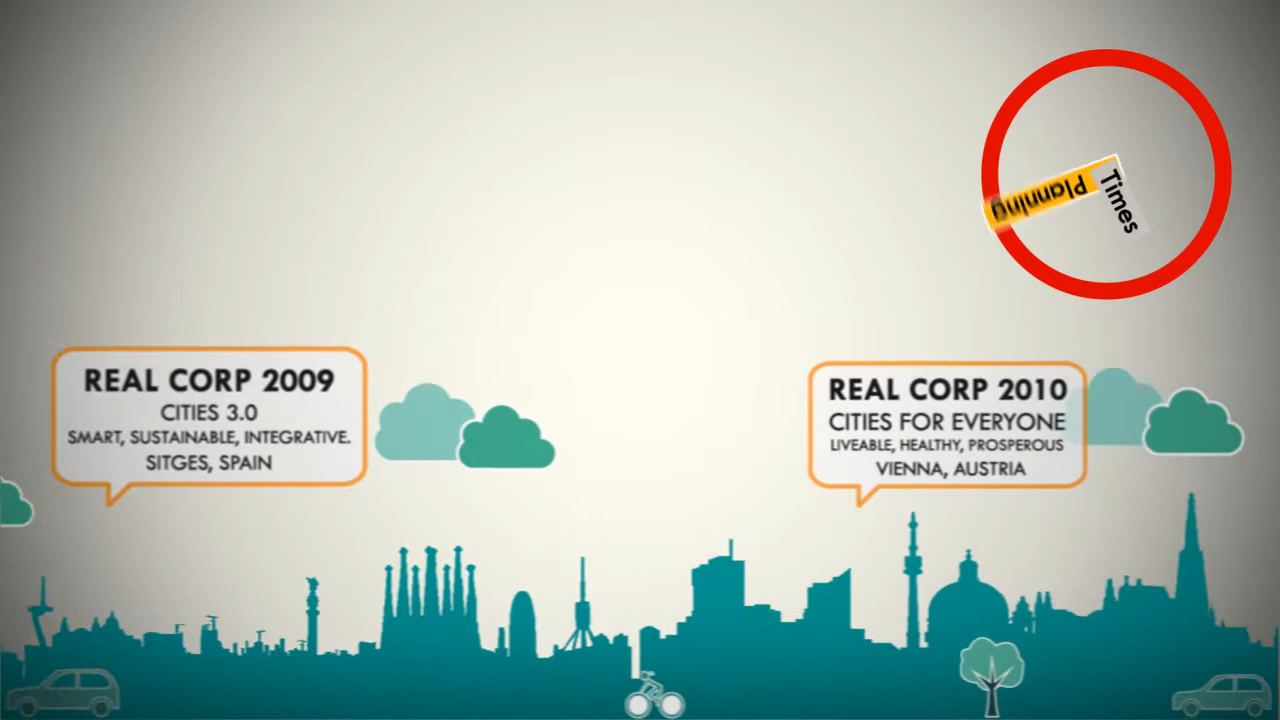 Planning
Times
REAL CORP 2009
CITIES 3.0
SMART, SUSTAINABLE, INTEGRATIVE.
SITGES, SPAIN
REAL CORP 2010
CITIES FOR EVERYONE
LIVEABLE, HEALTHY, PROSPEROUS
VIENNA, AUSTRIA